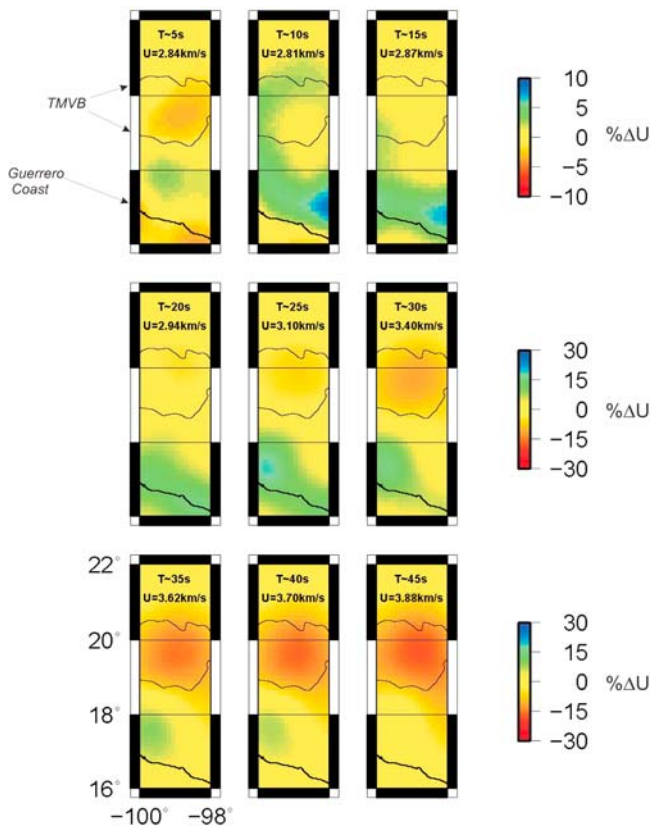 T~5s T~10s T~15s
U=2.84km/s U=2.81km/s U=2.87km/s
TMVB
Guerrero
Coast
10
5
0
−5
−10
%ΔU
T~20s T~25s T~30s
U=2.94km/s U=3.10km/s U=3.40km/s
30
15
0
−15
−30
%ΔU
T~35s T~40s T~45s
U=3.62km/s U=3.70km/s U=3.88km/s
22°
20°
18°
16°
−100° −98°
30
15
0
−15
−30
%ΔU